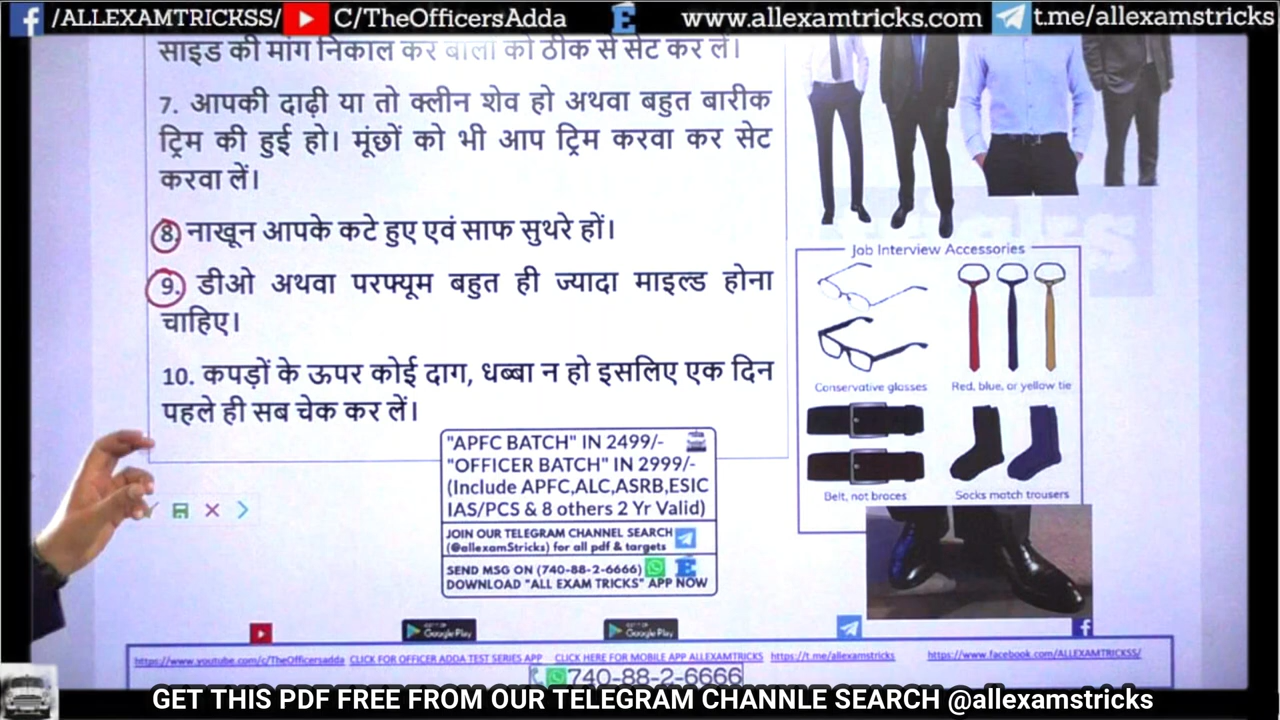 /ALLEXAMTRICKSS/ C/TheOfficersAdda www.allexamtricks.com t.me/allexamstricks
साइड की मांग निकाल कर बालों को ठीक से सेट कर लें।
7. आपकी दाढ़ी या तो क्लीन शेव हो अथवा बहुत बारीक
ट्रिम की हुई हो। मूंछों को भी आप ट्रिम करवा कर सेट
करवा लें।
8. नाखून आपके कटे हुए एवं साफ सुथरे हों।
9. डीओ अथवा परफ्यूम बहुत ही ज्यादा माइल्ड होना
चाहिए।
10. कपड़ों के ऊपर कोई दाग, धब्बा न हो इसलिए एक दिन
पहले ही सब चेक कर लें।
Job Interview Accessories
Conservative glasses
Red, blue, or yellow tie
Belt, not braces
Socks match trousers
"APFC BATCH" IN 2499/-
"OFFICER BATCH" IN 2999/-
(Include APFC,ALC,ASRB,ESIC
IAS/PCS & 8 others 2 Yr Valid)
JOIN OUR TELEGRAM CHANNEL SEARCH
(@allexamStricks) for all pdf & targets
SEND MSG ON (740-88-2-6666)
DOWNLOAD "ALL EXAM TRICKS" APP NOW
Google Play
Google Play
https://www.youtube.com/c/TheOfficersadda CLICK FOR OFFICER ADDA TEST SERIES APP CLICK HERE FOR MOBILE APP ALLEXAMTRICKS https://t.me/allexamstricks https://www.facebook.com/ALLEXAMTRICKSS/
740-88-2-6666
GET THIS PDF FREE FROM OUR TELEGRAM CHANNLE SEARCH @allexamstricks